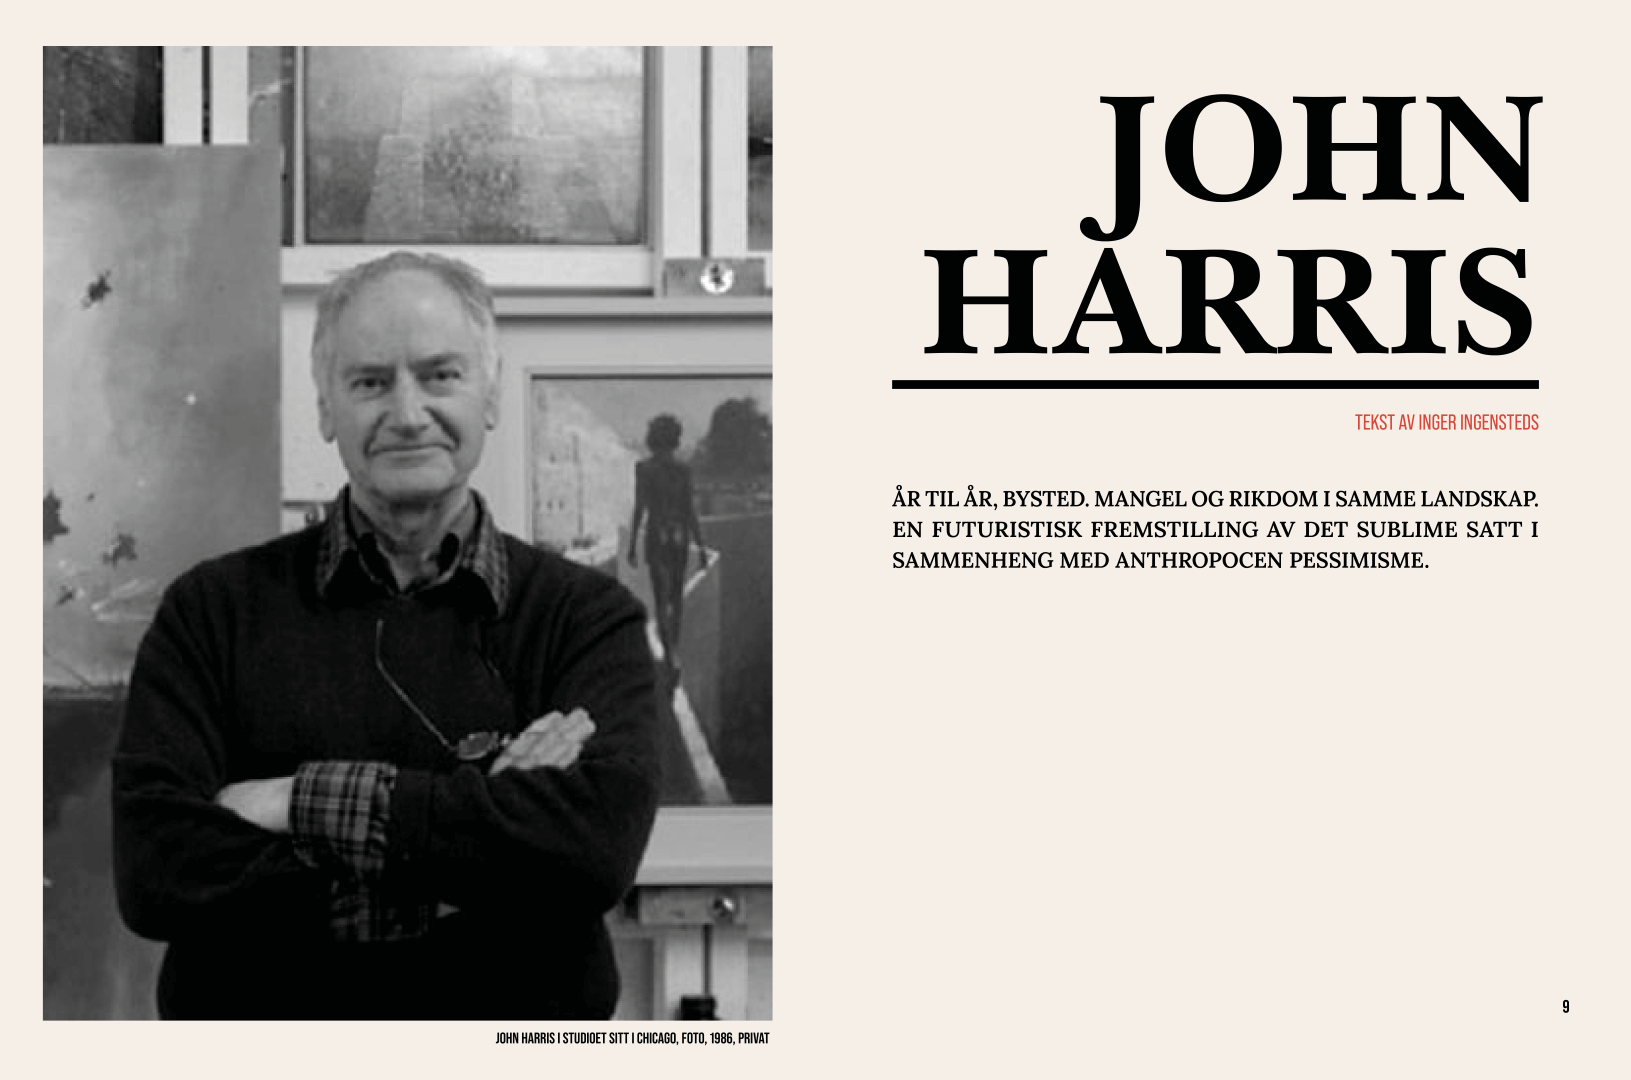 JOHN
HARRIS
TEKST AV INGER INGENSTEDS
ÅR TIL ÅR, BYSTED. MANGEL OG RIKDOM I SAMME LANDSKAP.
EN FUTURISTISK FREMSTILLING AV DET SUBLIME SATT I
SAMMENHENG MED ANTHROPOCEN PESSIMISME.
JOHN HARRIS I STUDIOET SITT I CHICAGO, FOTO, 1986, PRIVAT
9